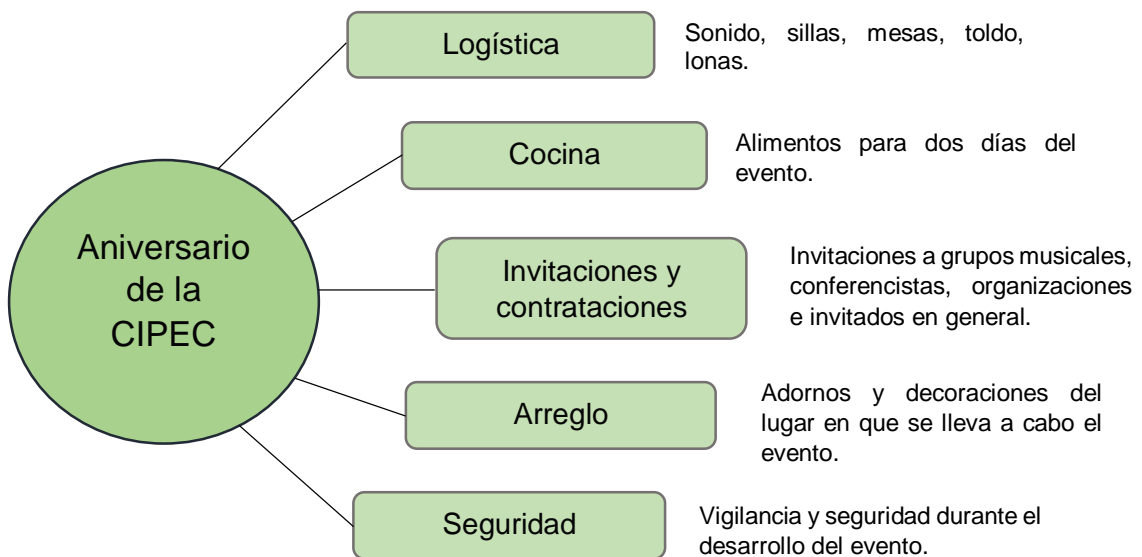 Logística
Sonido, sillas, mesas, toldo,
lonas.
Cocina
Alimentos para dos días del
evento.
Aniversario
de la
CIPEC
Invitaciones y
contrataciones
Invitaciones a grupos musicales,
conferencistas, organizaciones
e invitados en general.
Arreglo
Adornos y decoraciones del
lugar en que se lleva a cabo el
evento.
Seguridad
Vigilancia y seguridad durante el
desarrollo del evento.